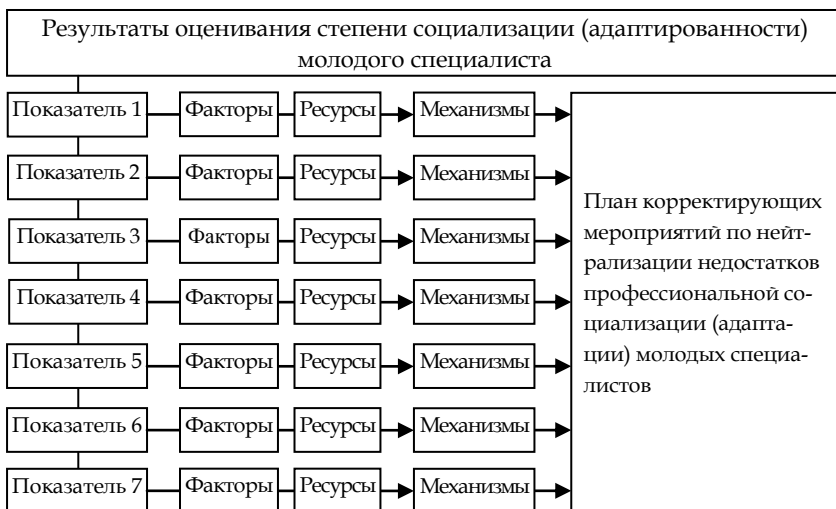 Результаты оценивания степени социализации (адаптированности)
молодого специалиста
Показатель 1 Факторы Ресурсы Механизмы
Показатель 2 Факторы Ресурсы Механизмы
Показатель 3 Факторы Ресурсы Механизмы
Показатель 4 Факторы Ресурсы Механизмы
Показатель 5 Факторы Ресурсы Механизмы
Показатель 6 Факторы Ресурсы Механизмы
Показатель 7 Факторы Ресурсы Механизмы
План корректирующих
мероприятий по нейт-
рализации недостатков
профессиональной со-
циализации (адапта-
ции) молодых специа-
листов